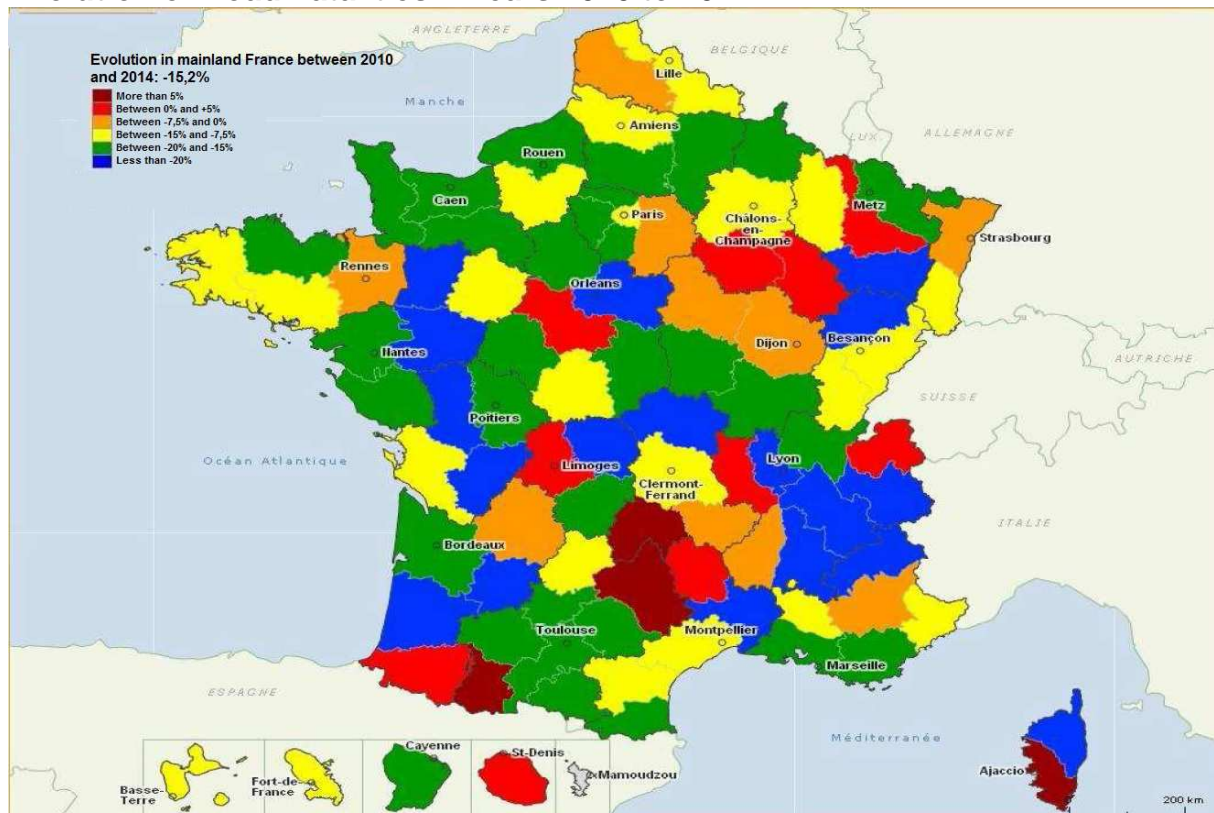 ANGLETERRE
BELGIQUE
Evolution in mainland France between 2010
and 2014: -15,2%
More than 5%
Between 0% and +5%
Between -7,5% and 0%
Between -15% and -7,5%
Between -20% and -15%
Less than -20%
Manche
Lille
Amiens
LUX.
ALLEMAGNE
Rouen
Caen
Metz
Paris
Châlons-
en-
Champagne
Strasbourg
Rennes
Orléans
Nantes
Dijon
Besançon
AUTRICHE
SUISSE
Poitiers
Océan Atlantique
Limoges
Lyon
Clermont-
Ferrand
ITALIE
Bordeaux
Toulouse
Montpellier
Marseille
ESPAGNE
Méditerranée
Ajaccio
Basse-
Terre
Fort-de-
France
Cayenne
St-Denis
Mamoudzou
200 km